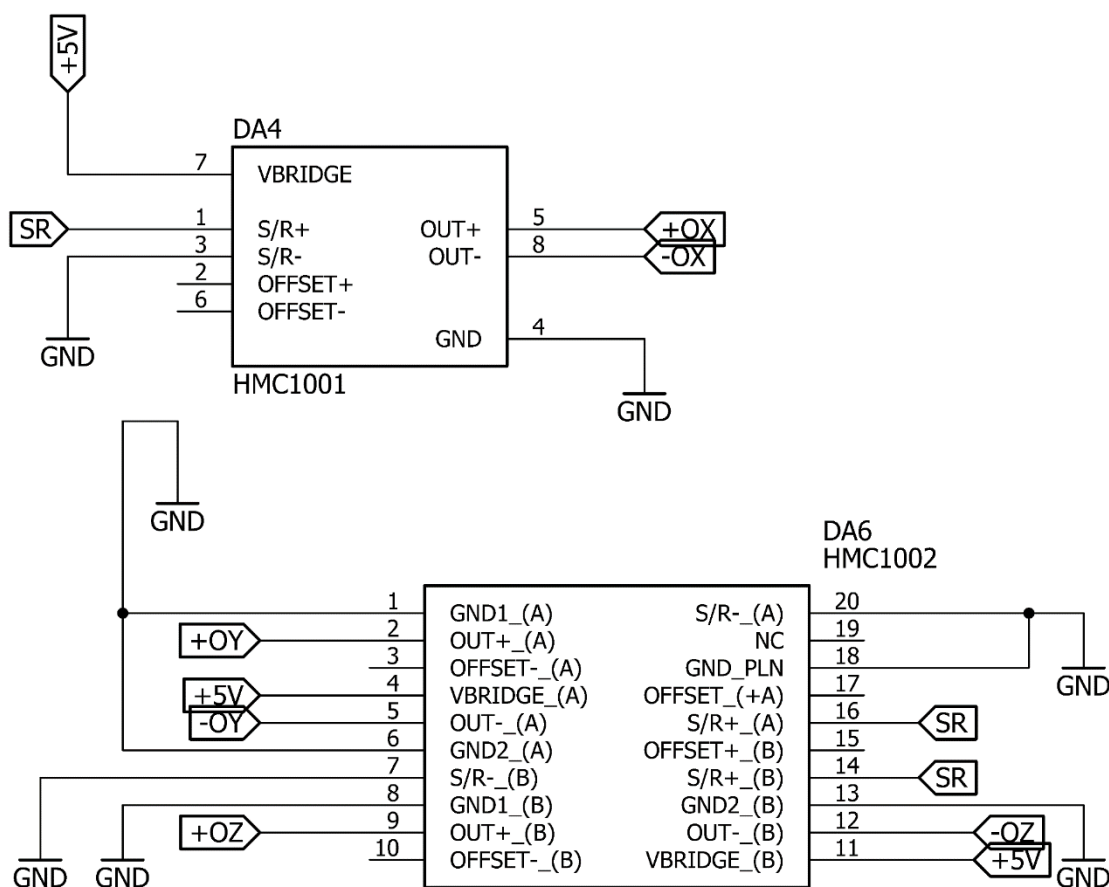 +5V
DA4
7 VBRIDGE
SR 1 S/R+ OUT+ 5 +OX
3 S/R- OUT- 8 -OX
2 OFFSET+
6 OFFSET-
GND GND 4
HMC1001
GND
GND
DA6
HMC1002
1 GND1_(A) S/R-_(A) 20
+OY 2 OUT+_(A) NC 19
3 OFFSET-_(A) GND_PLN 18
+5V 4 VBRIDGE_(A) OFFSET_(+A) 17 GND
-OY 5 OUT-_(A) S/R+_(A) 16 SR
6 GND2_(A) OFFSET+_(B) 15
7 S/R-_(B) S/R+_(B) 14 SR
8 GND1_(B) GND2_(B) 13
+OZ 9 OUT+_(B) OUT-_(B) 12 -OZ
10 OFFSET-_(B) VBRIDGE_(B) 11 +5V
GND GND GND